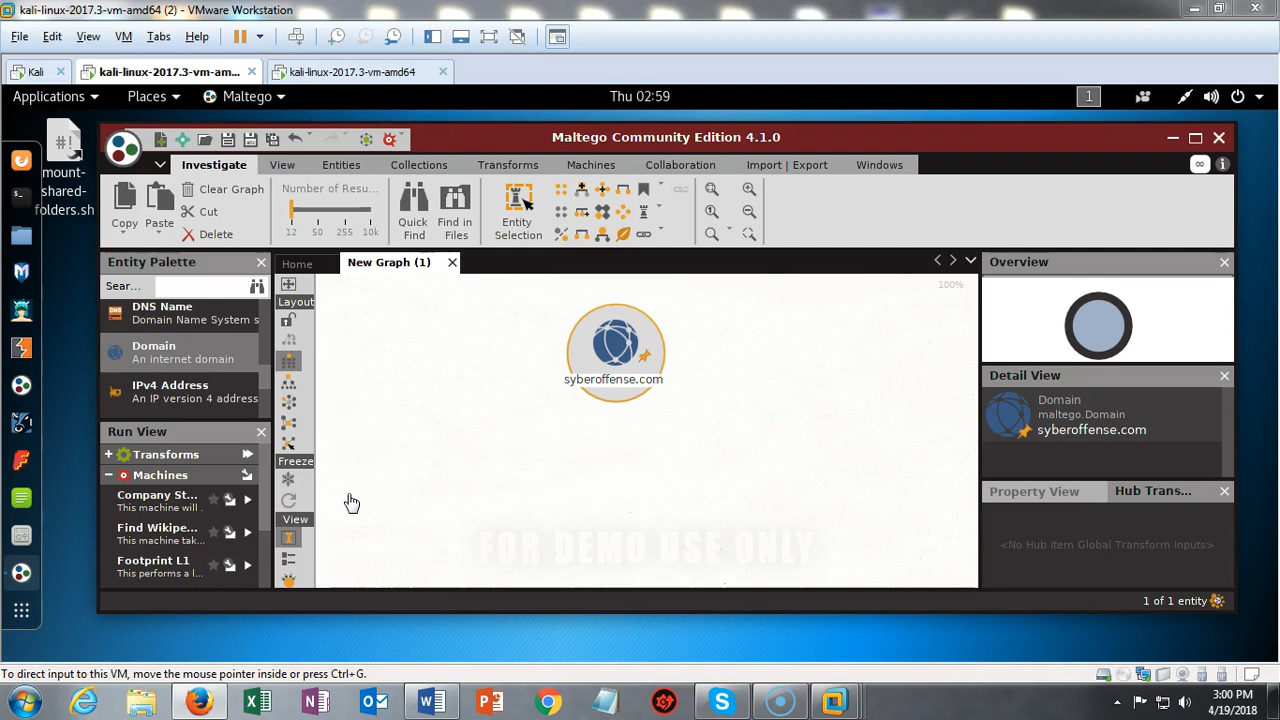 kali-linux-2017.3-vm-amd64 (2) - VMware Workstation
File Edit View VM Tabs Help
Kali kali-linux-2017.3-vm-am... kali-linux-2017.3-vm-amd64
Applications Places Maltego Thu 02:59 1
mount-
shared-
folders.sh
Maltego Community Edition 4.1.0
Investigate View Entities Collections Transforms Machines Collaboration Import | Export Windows
Copy Paste Clear Graph Cut Delete
Number of Resu...
12 50 255 10k
Quick
Find
Find in
Files
Entity
Selection
Entity Palette
Home New Graph (1)
Overview
Sear...
100%
Layout
DNS Name
Domain Name System s
Domain
An internet domain
IPv4 Address
An IP version 4 address
syberoffense.com
Detail View
Domain
maltego.Domain
syberoffense.com
Run View
Transforms
Machines
Company St...
This machine will .
Find Wikipe...
This machine tak...
Footprint L1
This performs a l...
Freeze
View
FOR DEMO USE ONLY
Property View Hub Trans...
<No Hub Item Global Transform Inputs>
1 of 1 entity
To direct input to this VM, move the mouse pointer inside or press Ctrl+G.
3:00 PM
4/19/2018